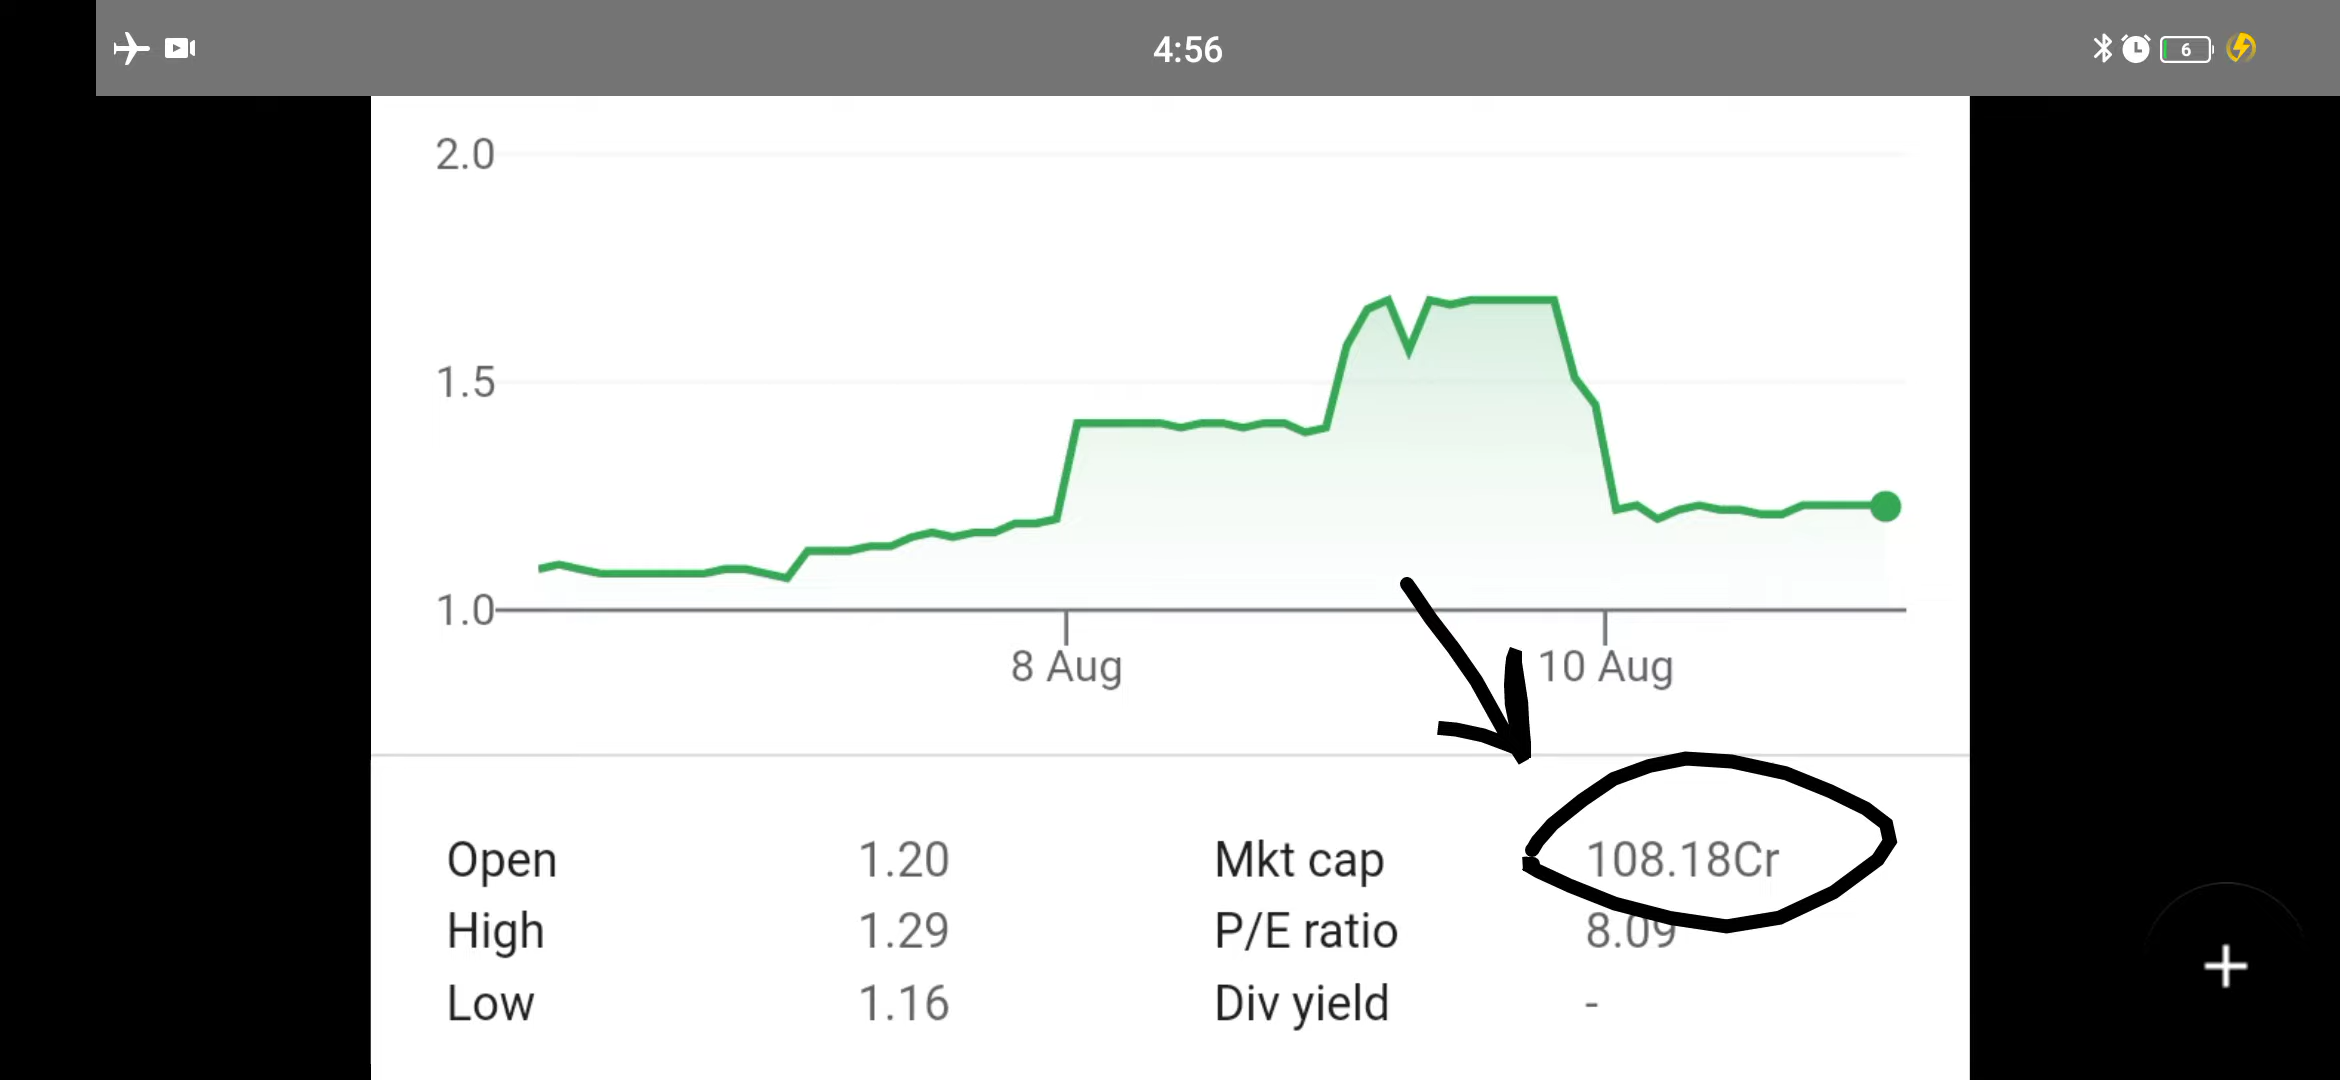 4:56
6
2.0
1.5
1.0
8 Aug 10 Aug
Open 1.20 Mkt cap 108.18Cr
High 1.29 P/E ratio 8.09
Low 1.16 Div yield -